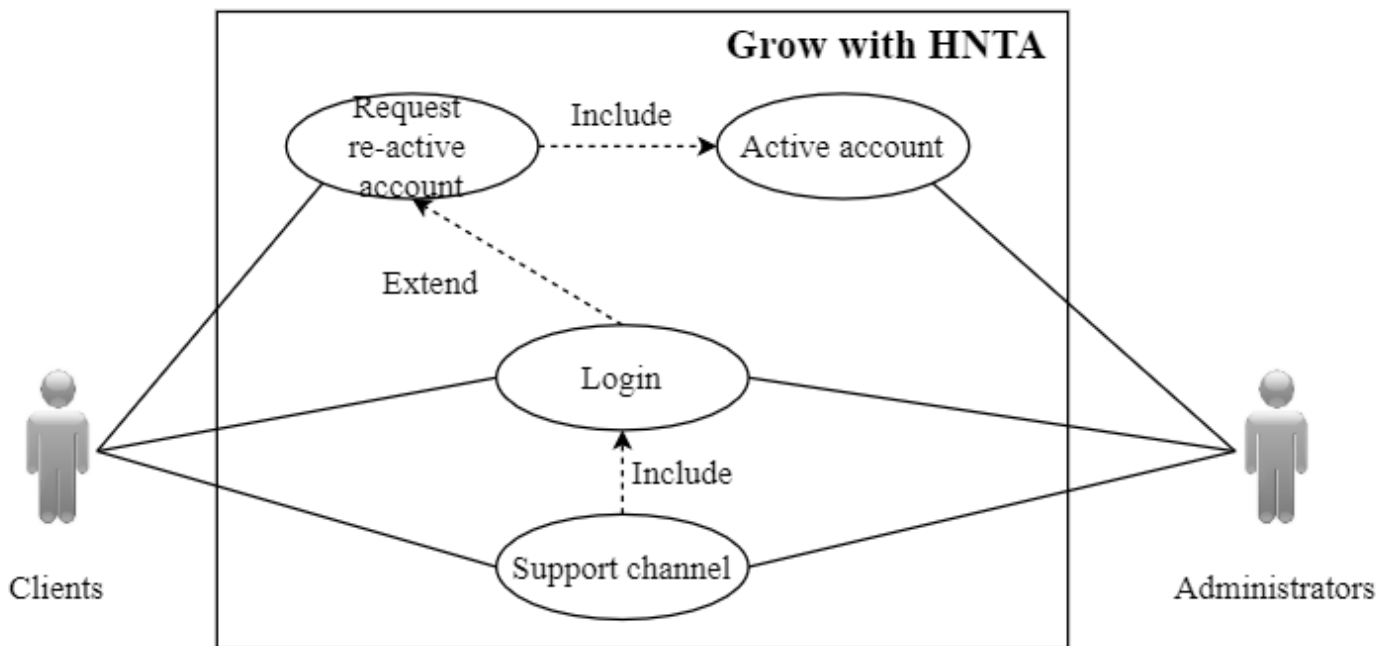 Grow with HNTA
Request
re-active
account
Include
Active account
Extend
Login
Include
Support channel
Clients
Administrators